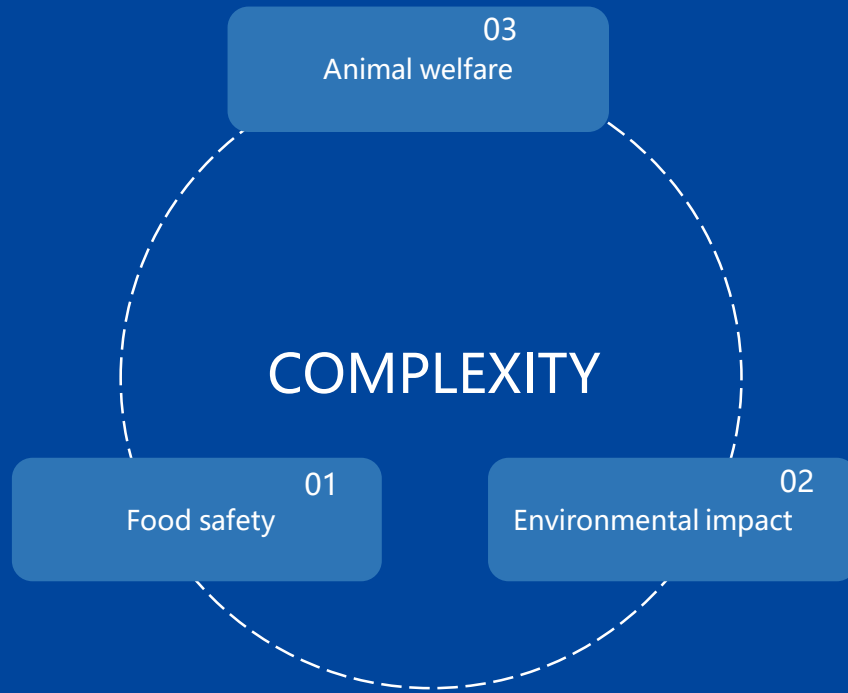 03
Animal welfare
COMPLEXITY
01
Food safety
02
Environmental impact